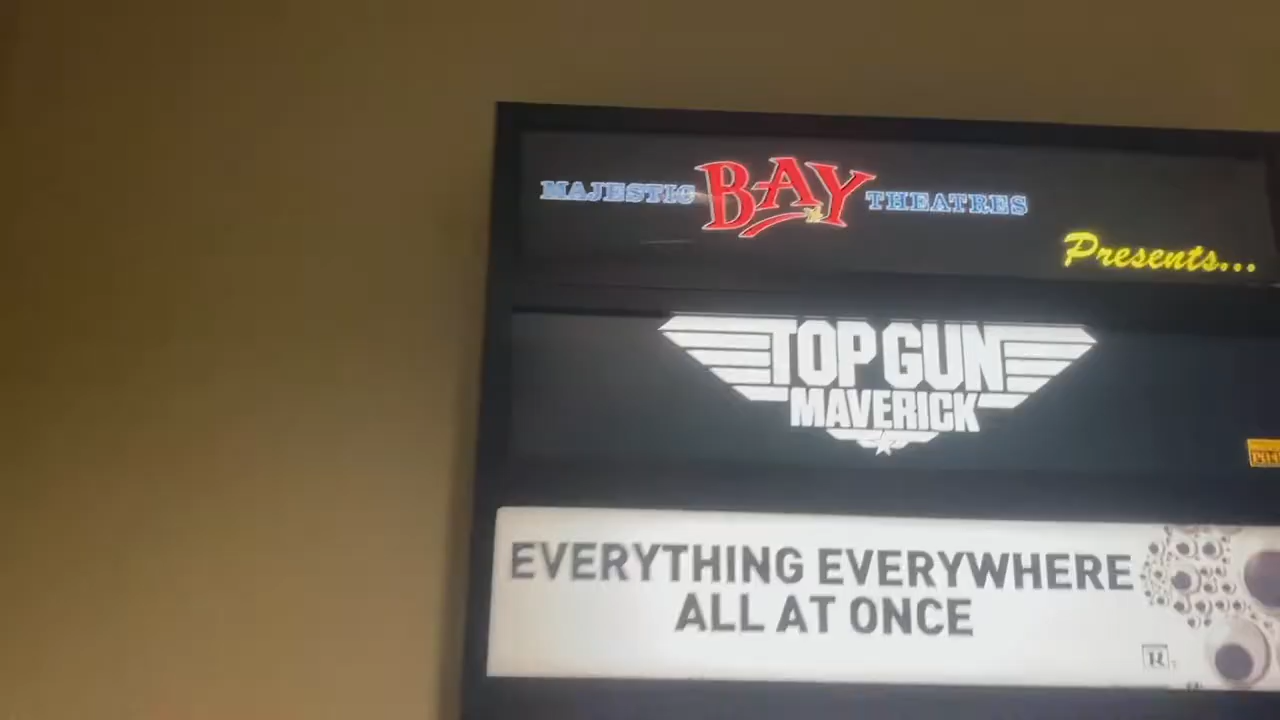 MAJESTIC BAY THEATRES
Presents...
TOP GUN
MAVERICK
EVERYTHING EVERYWHERE
ALL AT ONCE
R